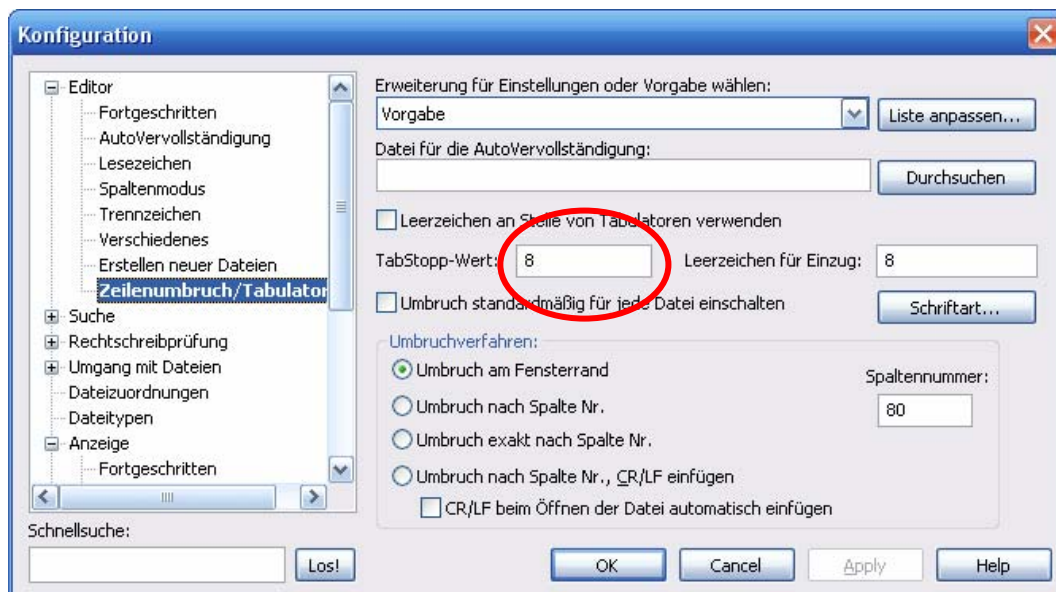 Konfiguration
Editor
Fortgeschritten
AutoVervollständigung
Lesezeichen
Spaltenmodus
Trennzeichen
Verschiedenes
Erstellen neuer Dateien
Zeilenumbruch/Tabulator
Suche
Rechtschreibprüfung
Umgang mit Dateien
Dateizuordnungen
Dateitypen
Anzeige
Fortgeschritten
Schnellsuche:
Los!
Erweiterung für Einstellungen oder Vorgabe wählen:
Vorgabe Liste anpassen...
Datei für die AutoVervollständigung:
Durchsuchen
Leerzeichen an Stelle von Tabulatoren verwenden
TabStopp-Wert: 8 Leerzeichen für Einzug: 8
Umbruch standardmäßig für jede Datei einschalten Schriftart...
Umbruchverfahren:
Umbruch am Fensterrand
Umbruch nach Spalte Nr.
Umbruch exakt nach Spalte Nr.
Umbruch nach Spalte Nr., CR/LF einfügen
CR/LF beim Öffnen der Datei automatisch einfügen
Spaltennummer:
80
OK Cancel Apply Help